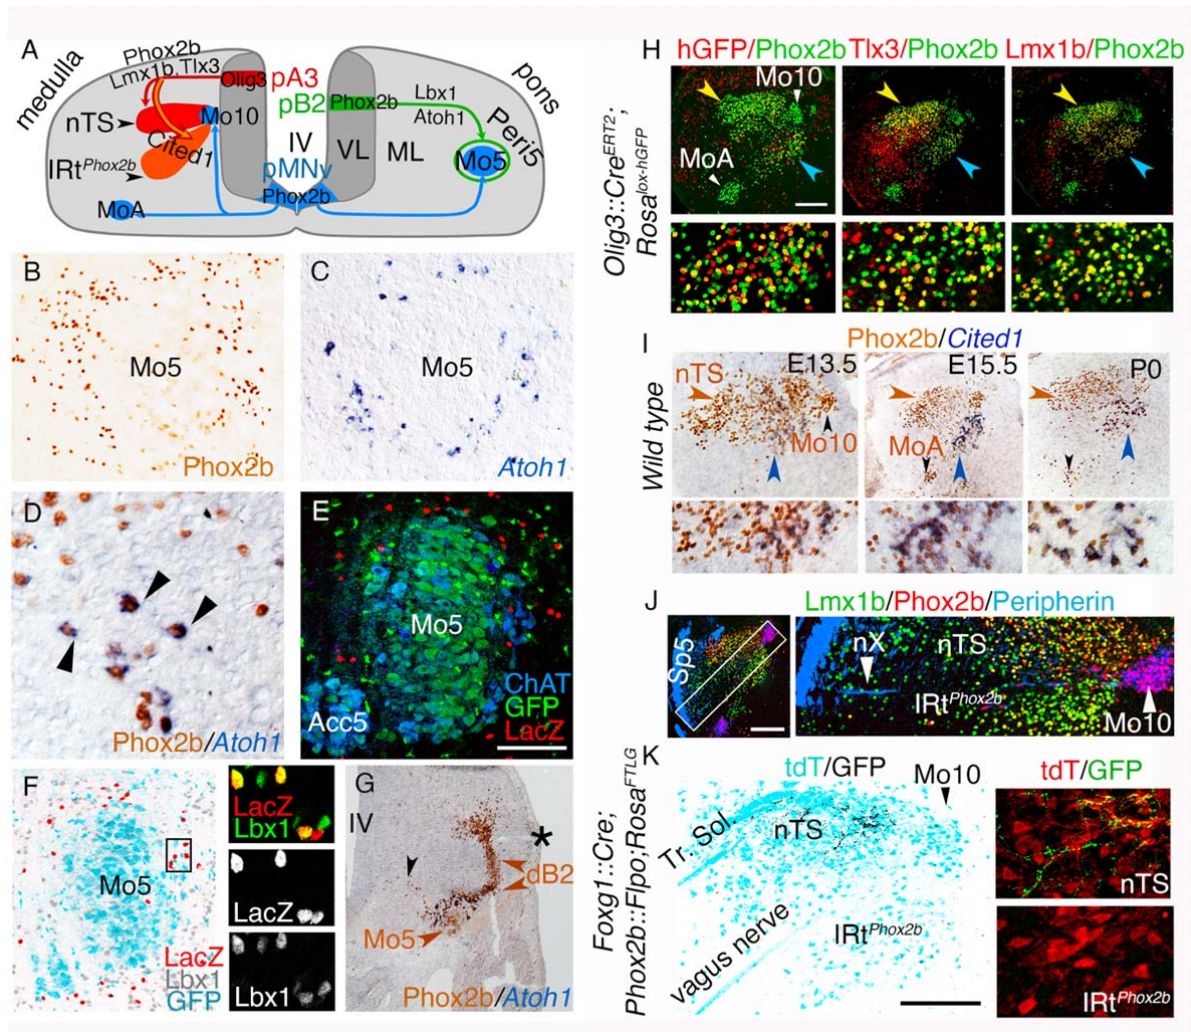 A
medulla
Phox2b
Lmx1b,Tlx3
Olig3
pA3
pB2
Phox2b
Lbx1
Atoh1
pons
Peri5
nTS
Mo10
Cited1
IV
VL
ML
Mo5
IRtPhox2b
pMNv
Phox2b
MoA
B
Mo5
Phox2b
C
Mo5
Atoh1
D
Phox2b/Atoh1
E
Mo5
Acc5
ChAT
GFP
LacZ
F
Mo5
LacZ
Lbx1
GFP
LacZ
Lbx1
LacZ
Lbx1
G
IV
*
dB2
Mo5
Phox2b/Atoh1
H
hGFP/Phox2b
Tlx3/Phox2b
Lmx1b/Phox2b
Olig3::CreERT2;
Rosalox-hGFP
Mo10
MoA
I
Phox2b/Cited1
Wild type
E13.5
nTS
Mo10
E15.5
MoA
P0
J
Lmx1b/Phox2b/Peripherin
Sp5
nX
nTS
IRtPhox2b
Mo10
K
Foxg1::Cre;
Phox2b::Flpo;RosaFTLG
tdT/GFP
Mo10
Tr. Sol.
nTS
vagus nerve
IRtPhox2b
tdT/GFP
nTS
IRtPhox2b